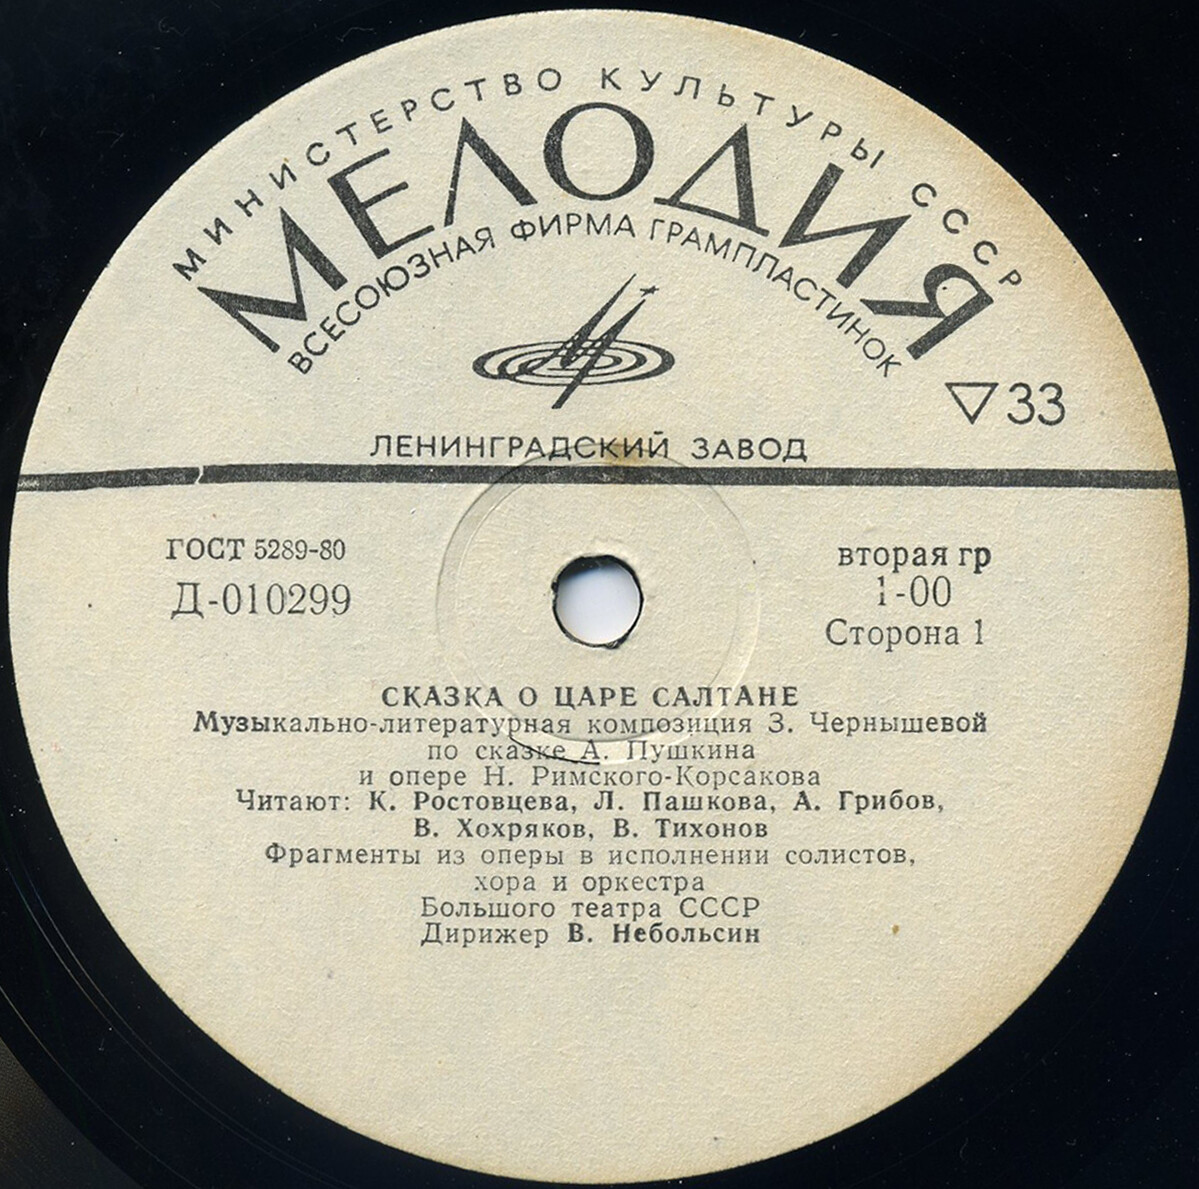 МИНИСТЕРСТВО КУЛЬТУРЫ СССР
МЕЛОДИЯ
ВСЕСОЮЗНАЯ ФИРМА ГРАМПЛАСТИНОК
33
ЛЕНИНГРАДСКИЙ ЗАВОД
ГОСТ 5289-80
Д-010299
вторая гр
1-00
Сторона 1
СКАЗКА О ЦАРЕ САЛТАНЕ
Музыкально-литературная композиция З. Чернышевой
по сказке А. Пушкина
и опере Н. Римского-Корсакова
Читают: К. Ростовцева, Л. Пашкова, А. Грибов,
В. Хохряков, В. Тихонов
Фрагменты из оперы в исполнении солистов,
хора и оркестра
Большого театра СССР
Дирижер В. Небольсин